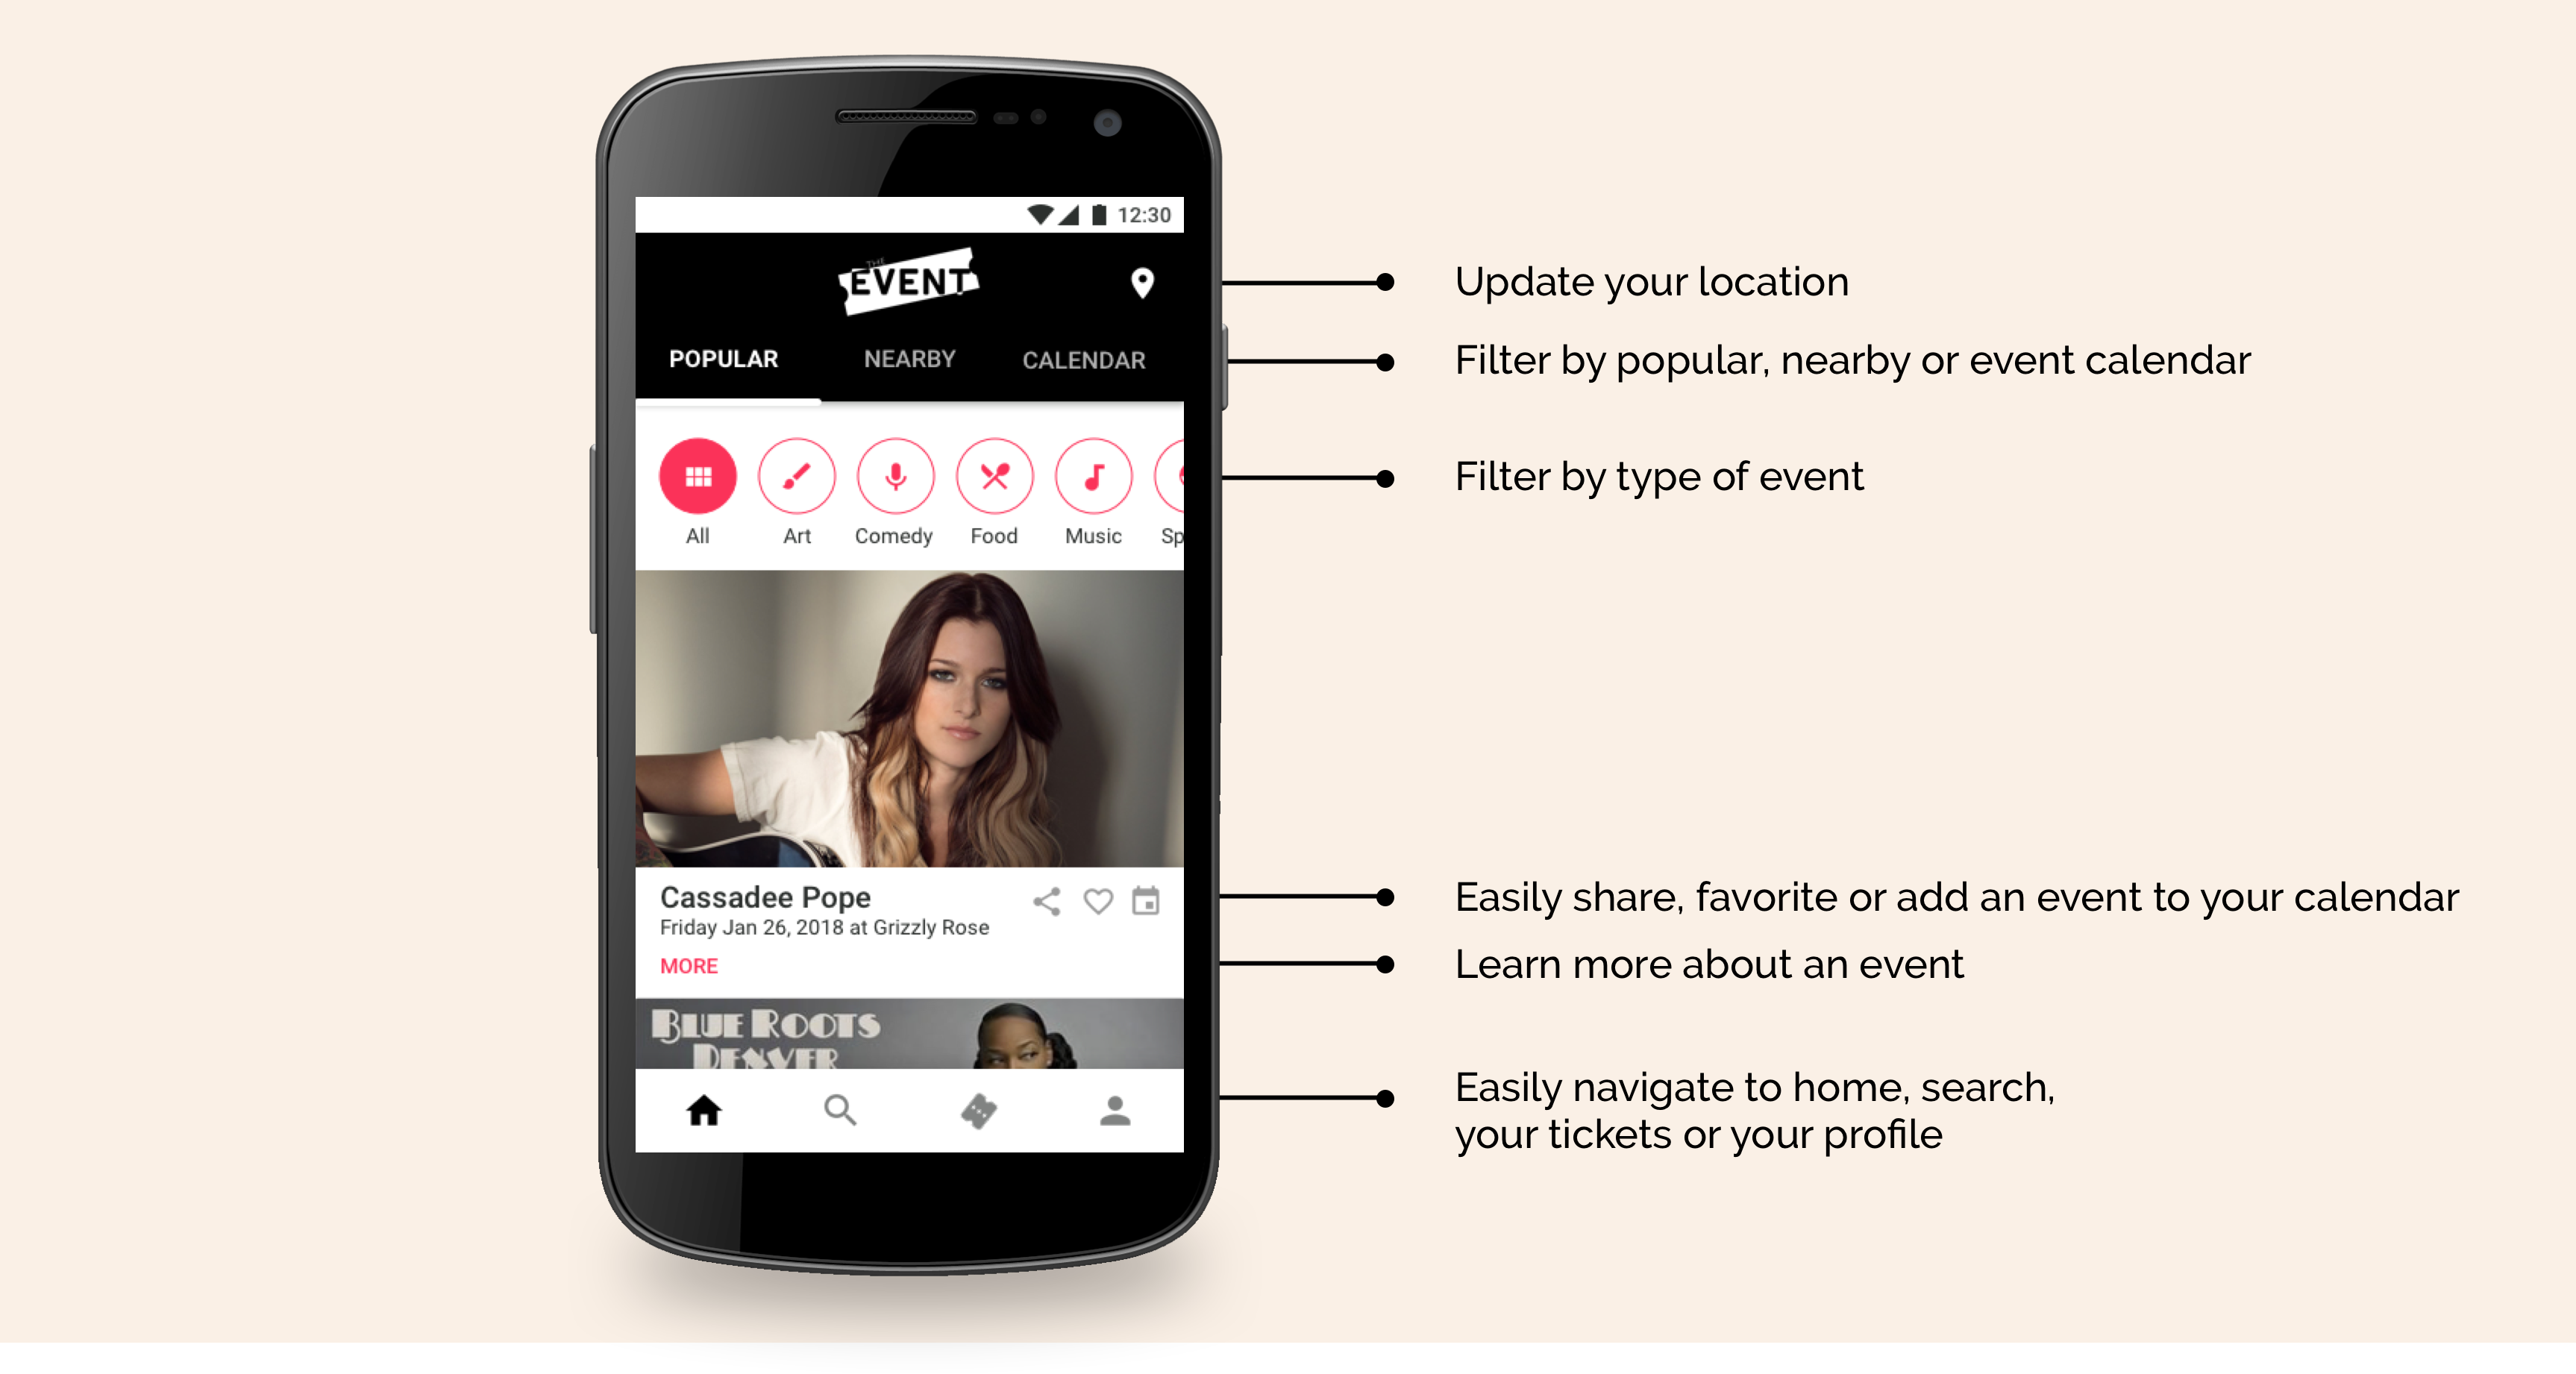 12:30
THE
EVENT
POPULAR NEARBY CALENDAR
All Art Comedy Food Music Sp
Cassadee Pope
Friday Jan 26, 2018 at Grizzly Rose
MORE
BLUE ROOTS
DENVER
Update your location
Filter by popular, nearby or event calendar
Filter by type of event
Easily share, favorite or add an event to your calendar
Learn more about an event
Easily navigate to home, search,
your tickets or your profile